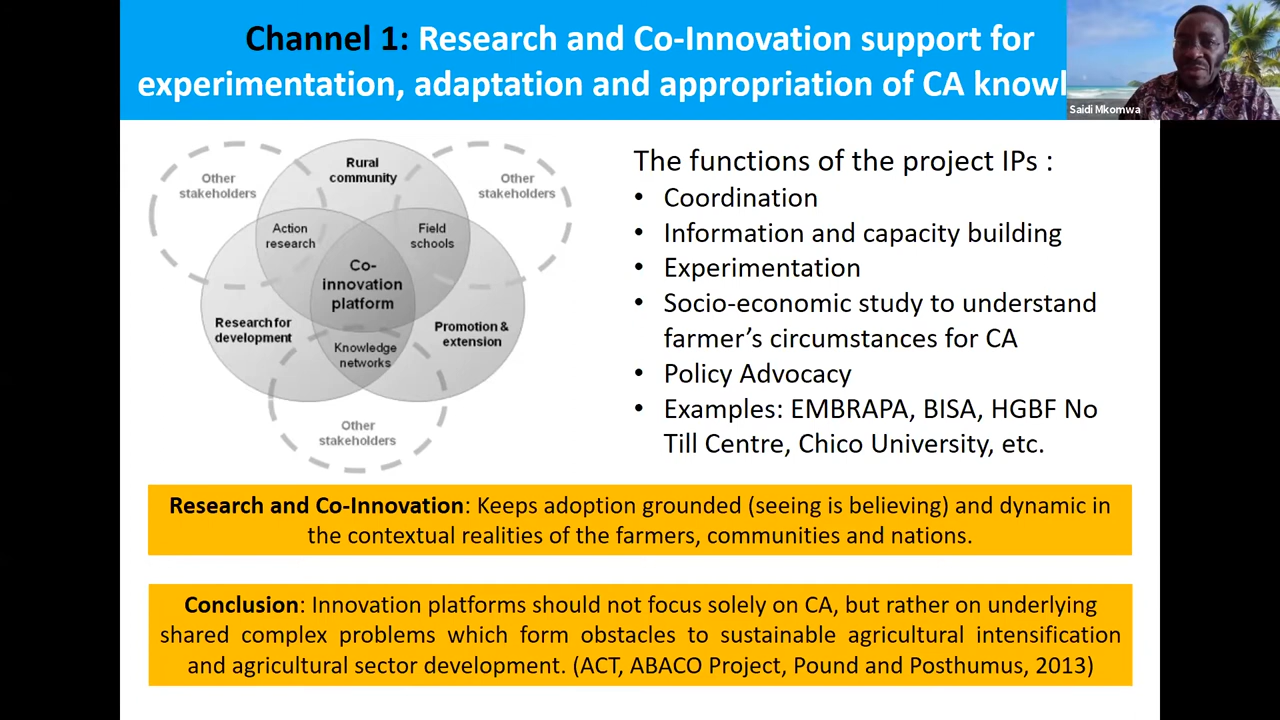 Channel 1: Research and Co-Innovation support for
experimentation, adaptation and appropriation of CA knowl
Saidi Mkomwa
Rural
community
Other
stakeholders
Other
stakeholders
Action
research
Field
schools
Co-
innovation
platform
Research for
development
Promotion &
extension
Knowledge
networks
Other
stakeholders
The functions of the project IPs :
• Coordination
• Information and capacity building
• Experimentation
• Socio-economic study to understand
farmer’s circumstances for CA
• Policy Advocacy
• Examples: EMBRAPA, BISA, HGBF No
Till Centre, Chico University, etc.
Research and Co-Innovation: Keeps adoption grounded (seeing is believing) and dynamic in
the contextual realities of the farmers, communities and nations.
Conclusion: Innovation platforms should not focus solely on CA, but rather on underlying
shared complex problems which form obstacles to sustainable agricultural intensification
and agricultural sector development. (ACT, ABACO Project, Pound and Posthumus, 2013)